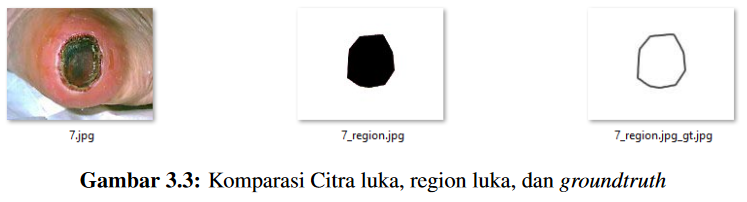 7.jpg
7_region.jpg
7_region.jpg_gt.jpg
Gambar 3.3: Komparasi Citra luka, region luka, dan groundtruth